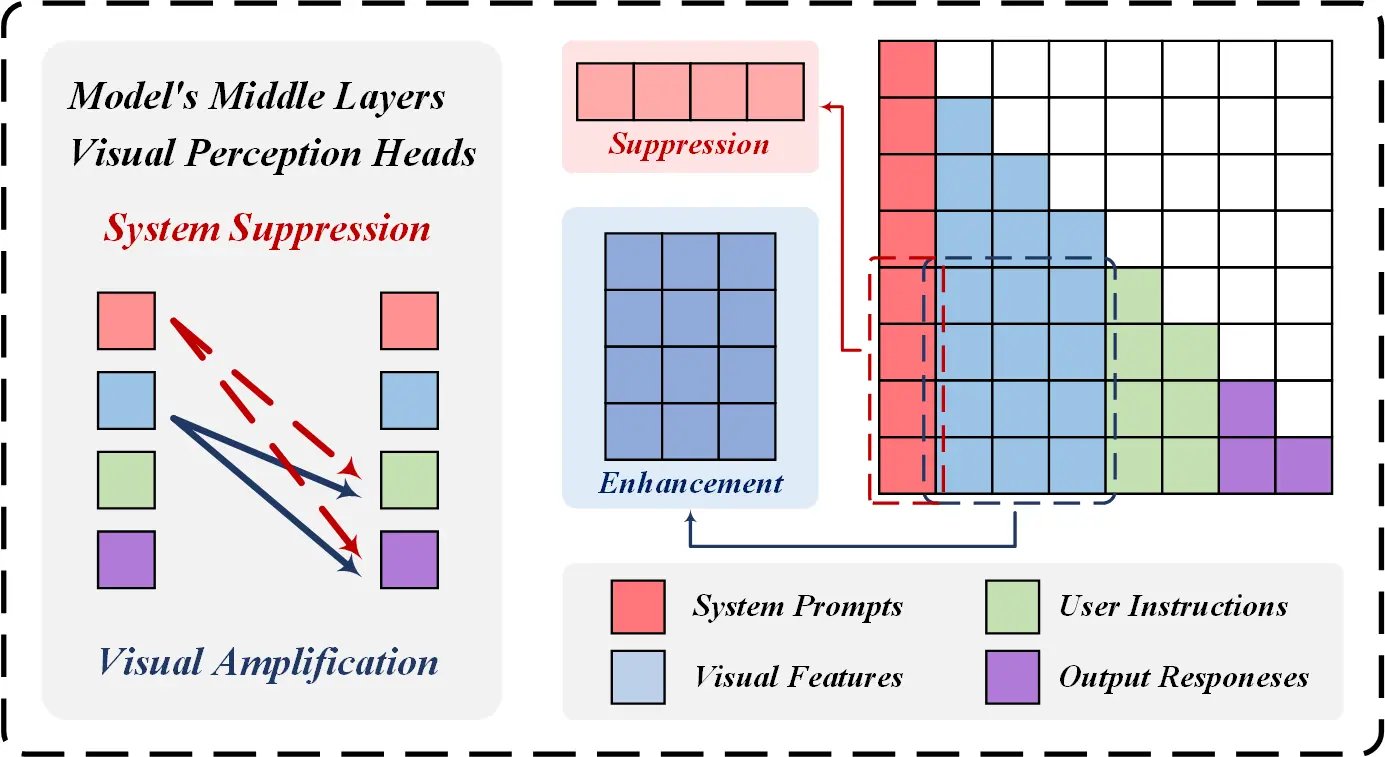 Model's Middle Layers
Visual Perception Heads
System Suppression
Visual Amplification
Suppression
Enhancement
System Prompts
User Instructions
Visual Features
Output Responeses